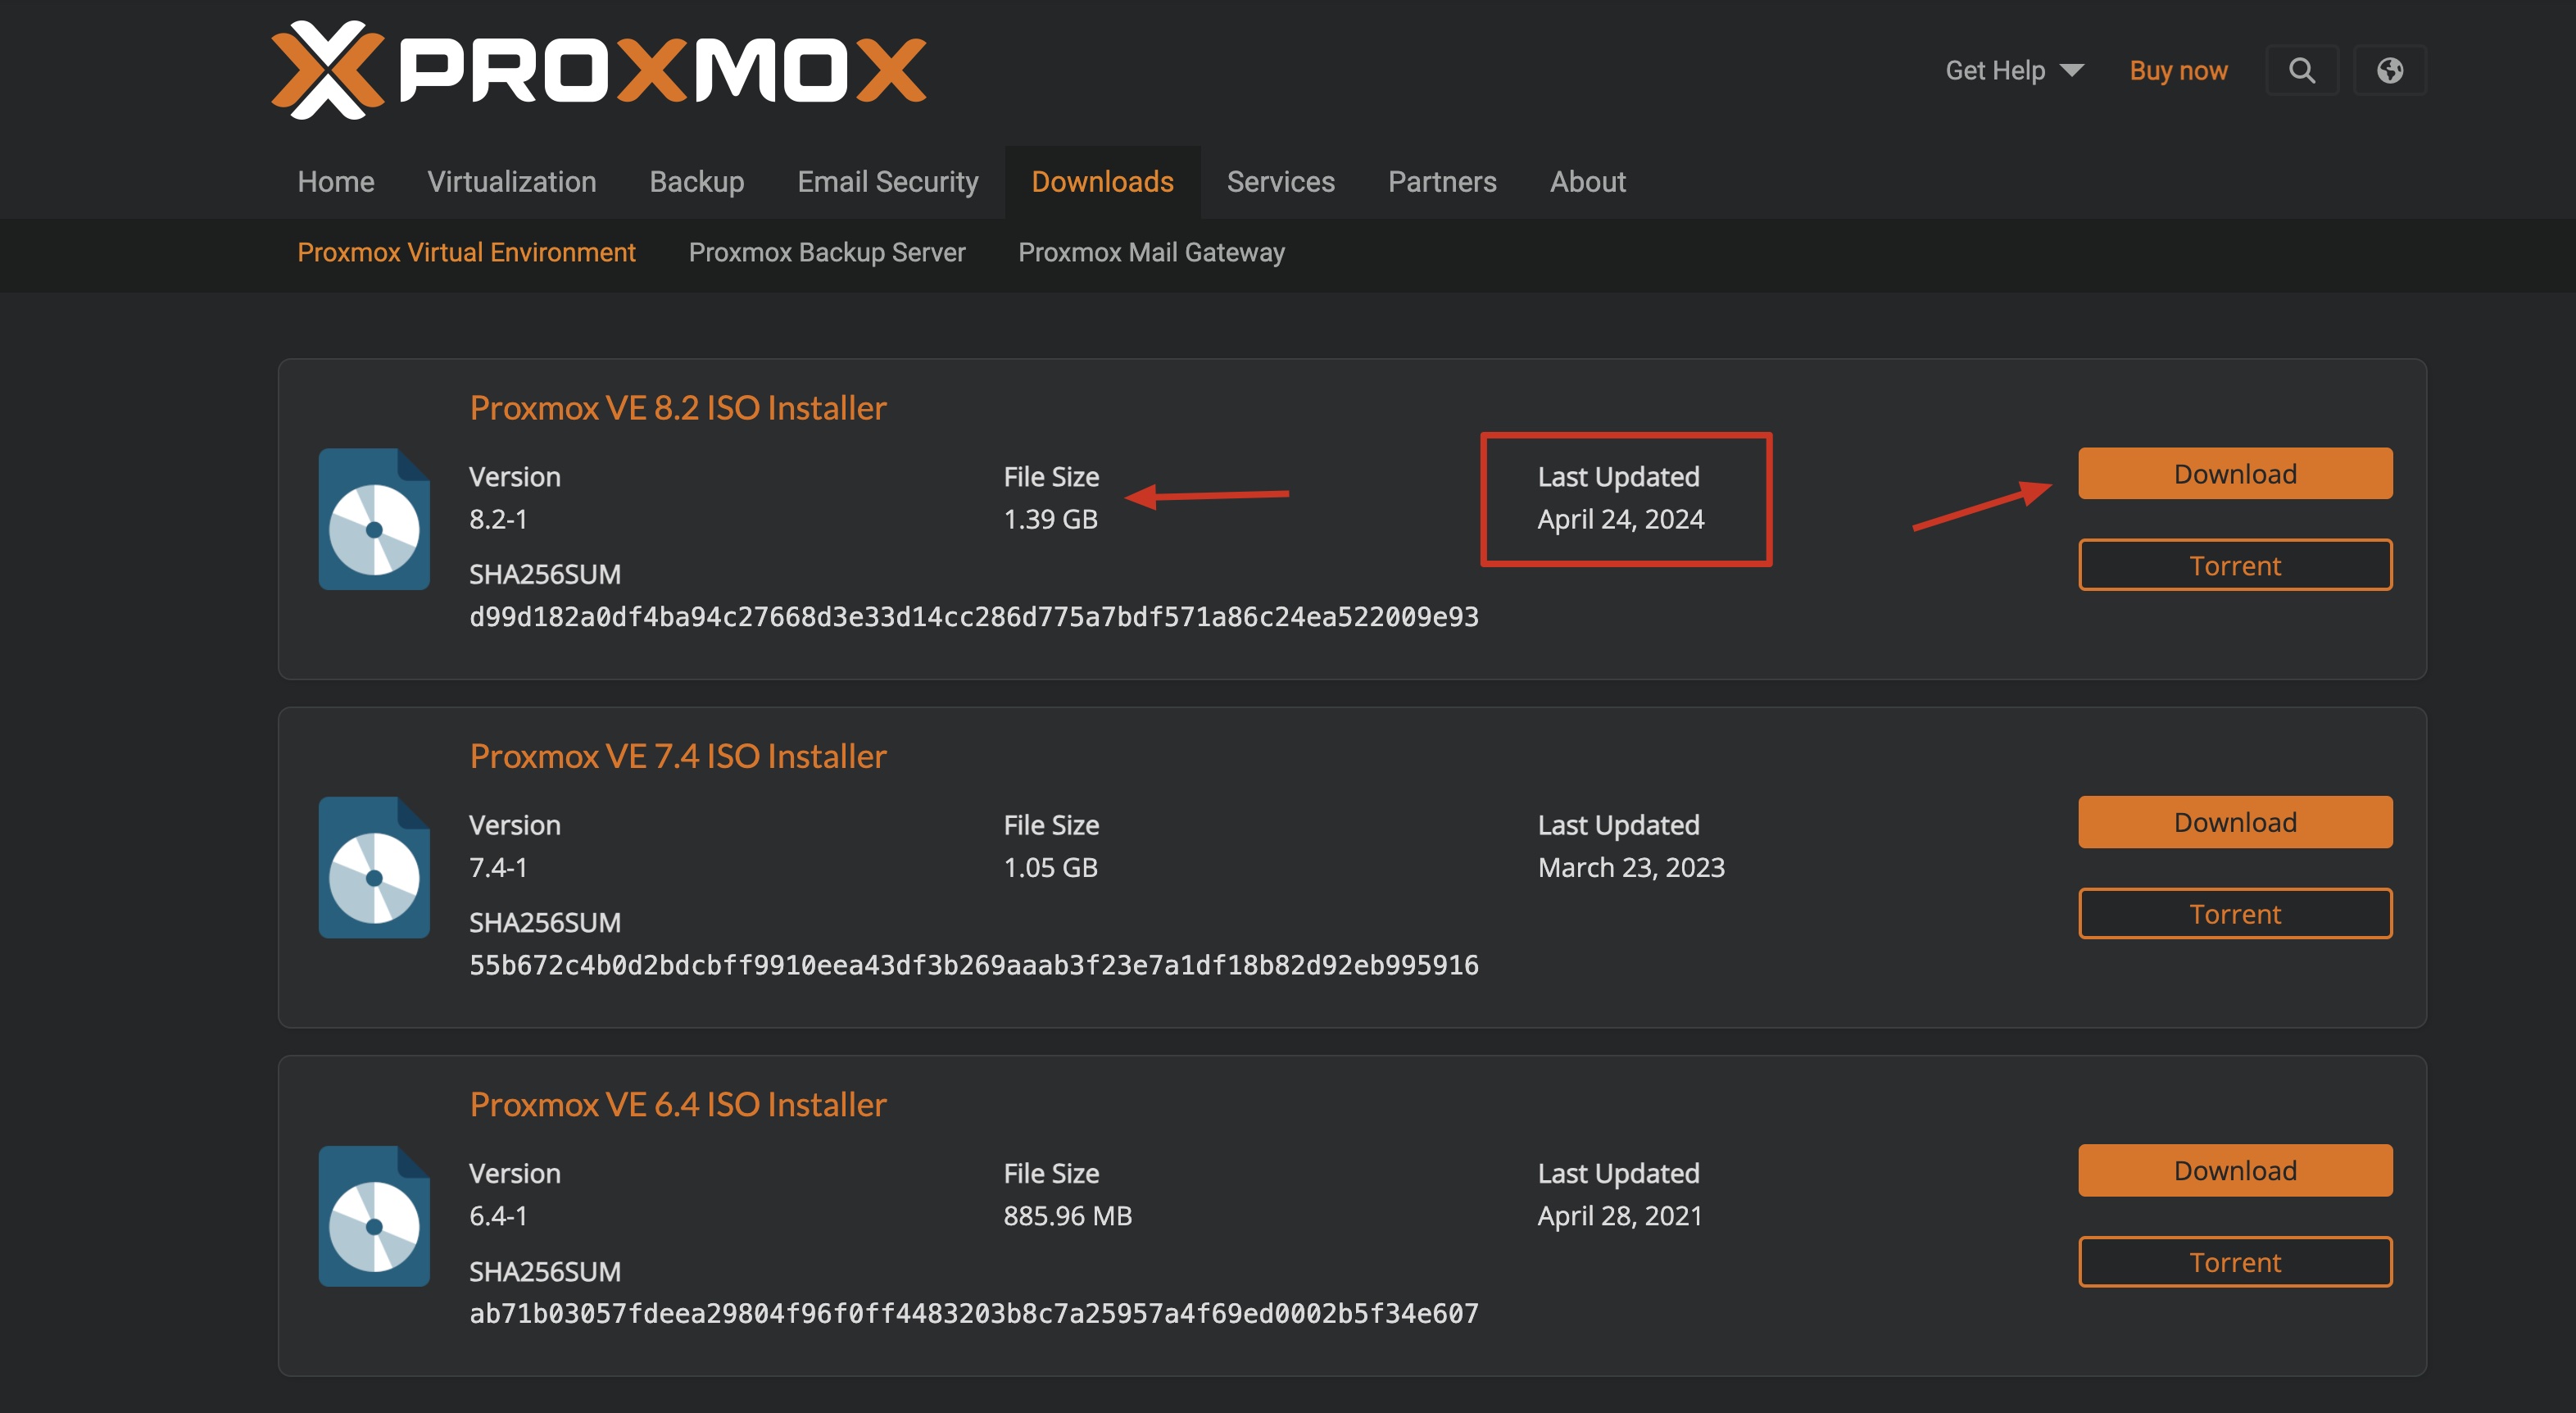 PROXMOX
Get Help
Buy now
Home
Virtualization
Backup
Email Security
Downloads
Services
Partners
About
Proxmox Virtual Environment
Proxmox Backup Server
Proxmox Mail Gateway
Proxmox VE 8.2 ISO Installer
Version
8.2-1
File Size
1.39 GB
Last Updated
April 24, 2024
SHA256SUM
d99d182a0df4ba94c27668d3e33d14cc286d775a7bdf571a86c24ea522009e93
Download
Torrent
Proxmox VE 7.4 ISO Installer
Version
7.4-1
File Size
1.05 GB
Last Updated
March 23, 2023
SHA256SUM
55b672c4b0d2bdcbff9910eea43df3b269aaab3f23e7a1df18b82d92eb995916
Download
Torrent
Proxmox VE 6.4 ISO Installer
Version
6.4-1
File Size
885.96 MB
Last Updated
April 28, 2021
SHA256SUM
ab71b03057fdeea29804f96f0ff4483203b8c7a25957a4f69ed0002b5f34e607
Download
Torrent